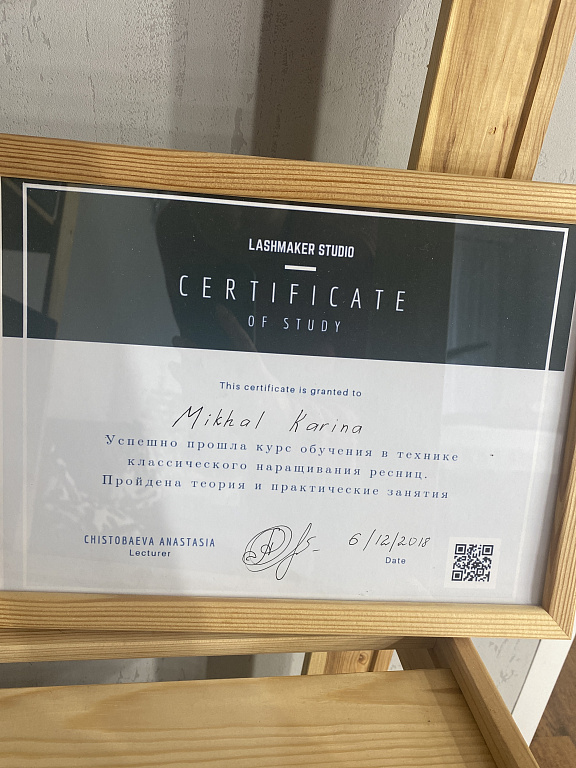 LASHMAKER STUDIO
CERTIFICATE
OF STUDY
This certificate is granted to
Mikhal Karina
Успешно прошла курс обучения в технике
классического наращивания ресниц.
Пройдена теория и практические занятия
CHISTOBAEVA ANASTASIA
Lecturer
6/12/2018
Date